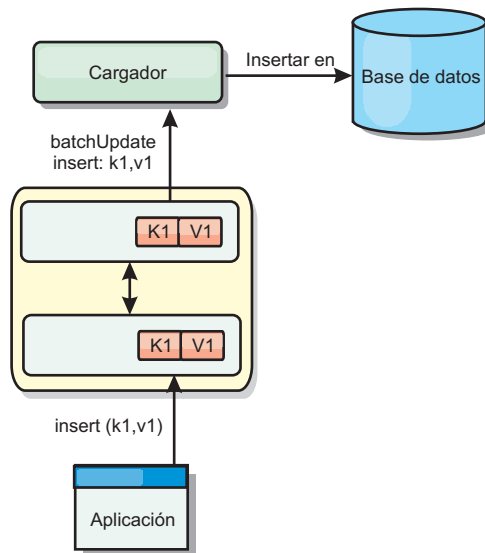 Insertar en
Cargador
Base de datos
batchUpdate
insert: k1,v1
K1 V1
K1 V1
insert (k1,v1)
Aplicación